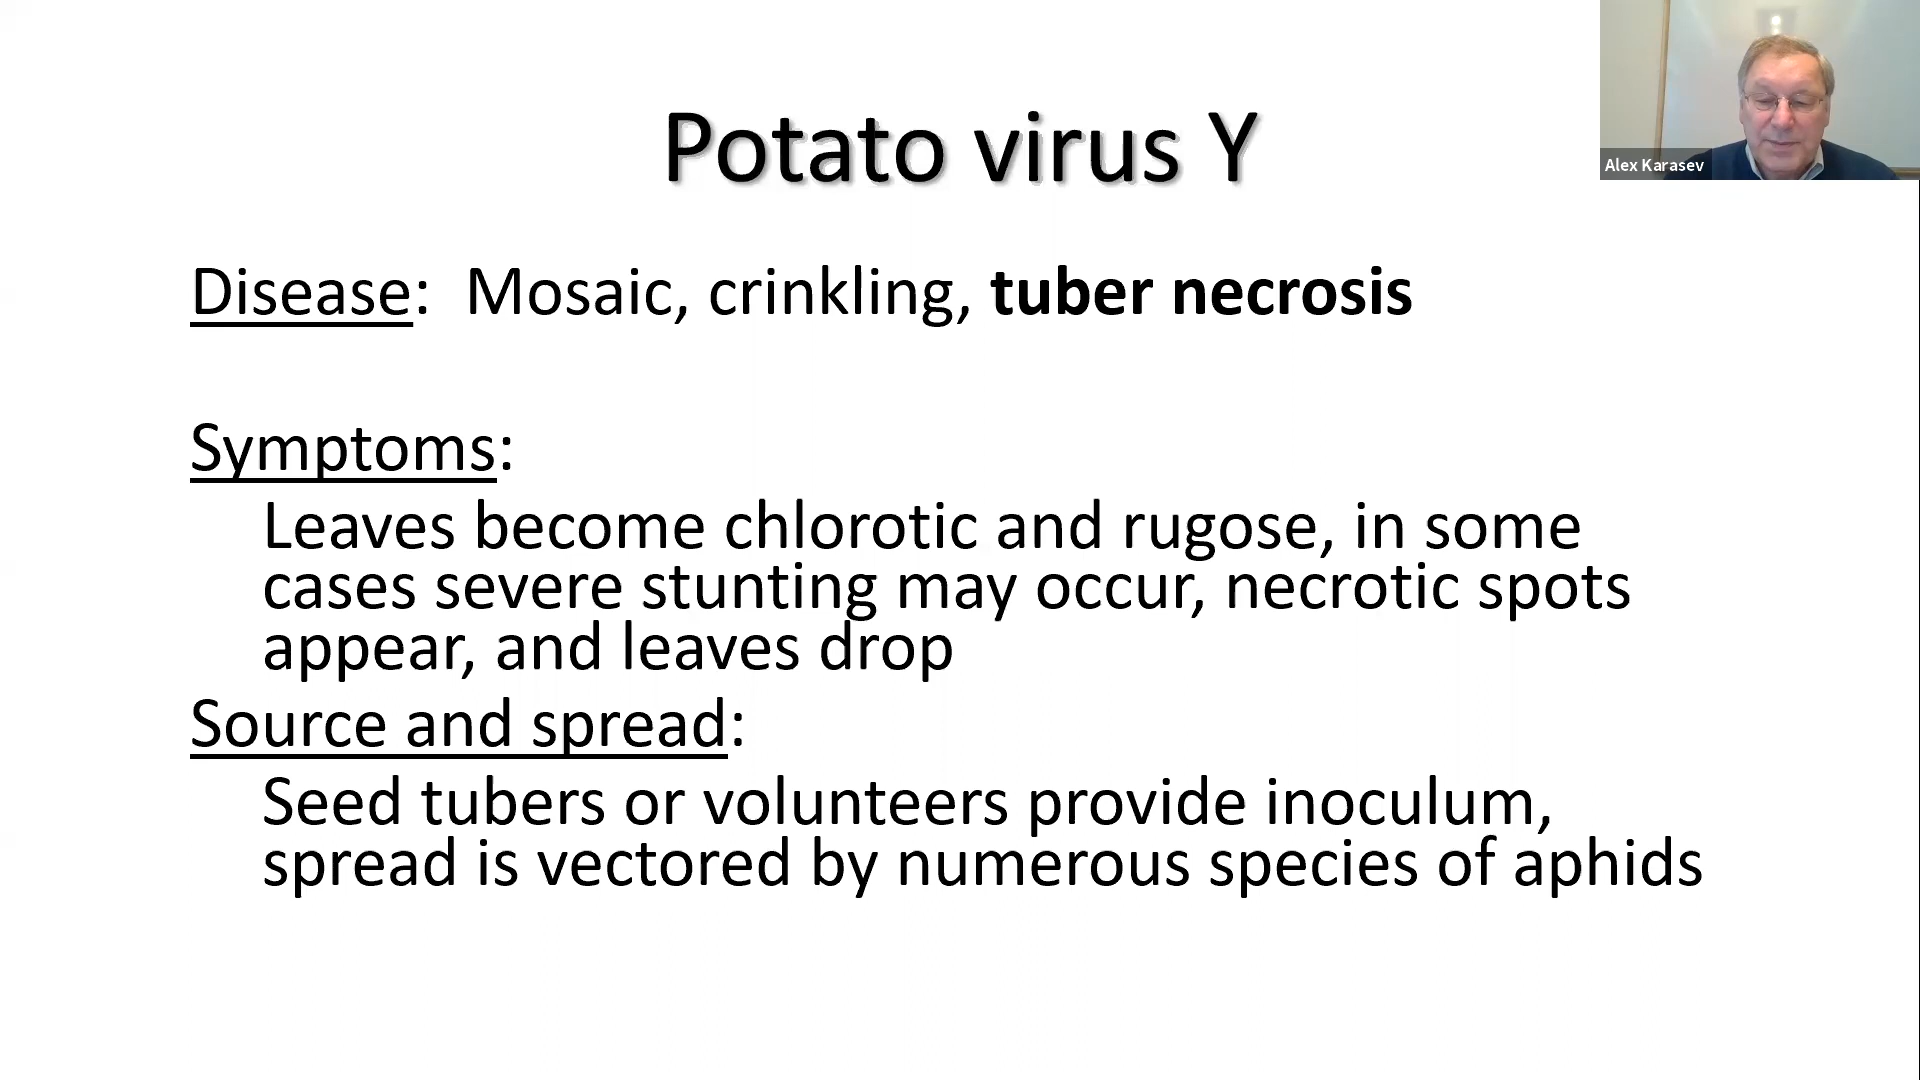 Potato virus Y
Alex Karasev
Disease:  Mosaic, crinkling, tuber necrosis
Symptoms:
Leaves become chlorotic and rugose, in some
cases severe stunting may occur, necrotic spots
appear, and leaves drop
Source and spread:
Seed tubers or volunteers provide inoculum,
spread is vectored by numerous species of aphids